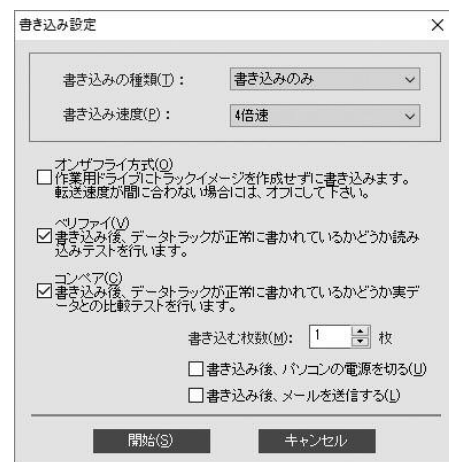 書き込み設定
書き込みの種類(T)： 書き込みのみ
書き込み速度(P)： 4倍速
オンザフライ方式(O)
作業用ドライブにトラックイメージを作成せずに書き込みます。
転送速度が間に合わない場合には、オフにして下さい。
ベリファイ(V)
書き込み後、データトラックが正常に書かれているかどうか読み
込みテストを行います。
コンペア(C)
書き込み後、データトラックが正常に書かれているかどうか実デ
ータとの比較テストを行います。
書き込む枚数(M): 1 枚
書き込み後、パソコンの電源を切る(U)
書き込み後、メールを送信する(L)
開始(S) キャンセル